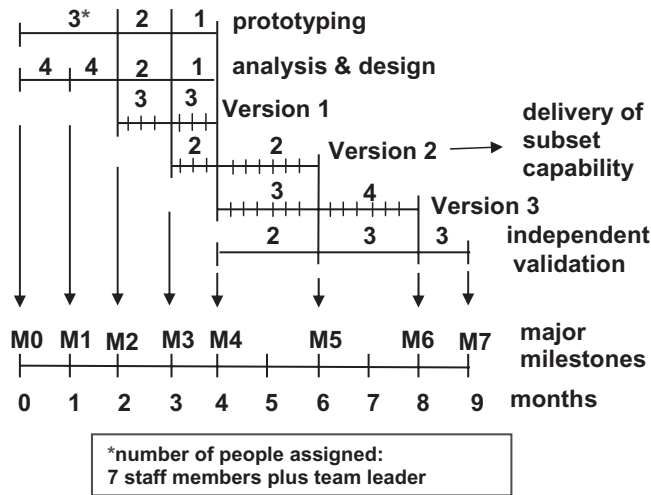 3* 2 1 prototyping
4 4 2 1 analysis & design
3 3 Version 1
2 2 Version 2
delivery of
subset
capability
3 4 Version 3
2 3 3 independent
validation
M0 M1 M2 M3 M4 M5 M6 M7 major
milestones
0 1 2 3 4 5 6 7 8 9 months
*number of people assigned:
7 staff members plus team leader